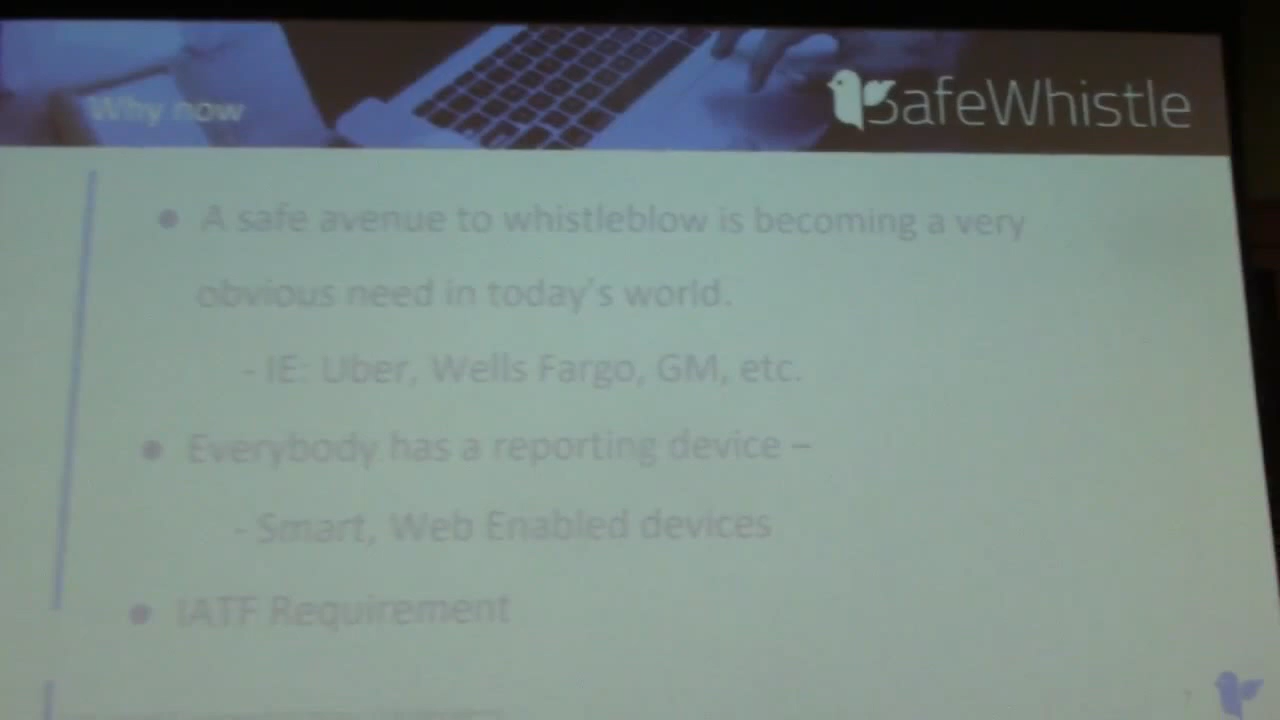 Why now
SafeWhistle
● A safe avenue to whistleblow is becoming a very
obvious need in today's world.
- IE: Uber, Wells Fargo, GM, etc.
● Everybody has a reporting device –
- Smart, Web Enabled devices
● IATF Requirement